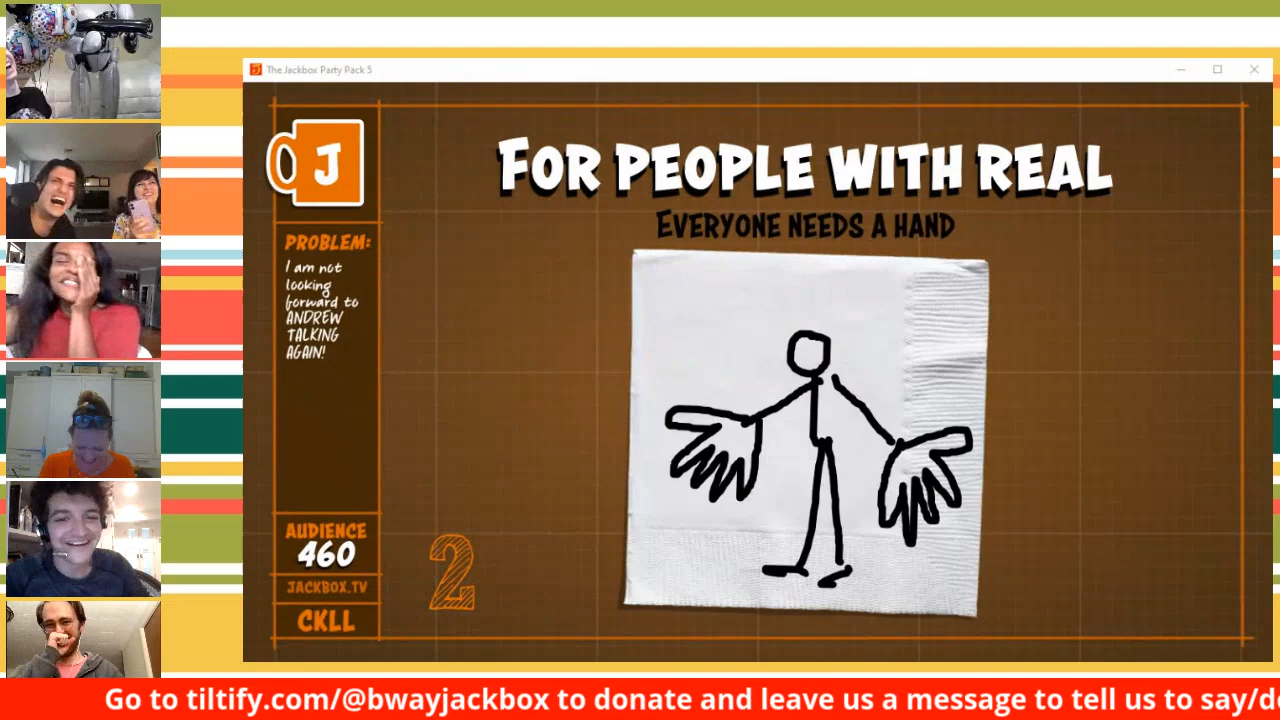 The Jackbox Party Pack 5
J
FOR PEOPLE WITH REAL
EVERYONE NEEDS A HAND
PROBLEM:
I am not
looking
forward to
ANDREW
TALKING
AGAIN!
AUDIENCE
460
JACKBOX.TV
CKLL
2
Go to tiltify.com/@bwayjackbox to donate and leave us a message to tell us to say/d